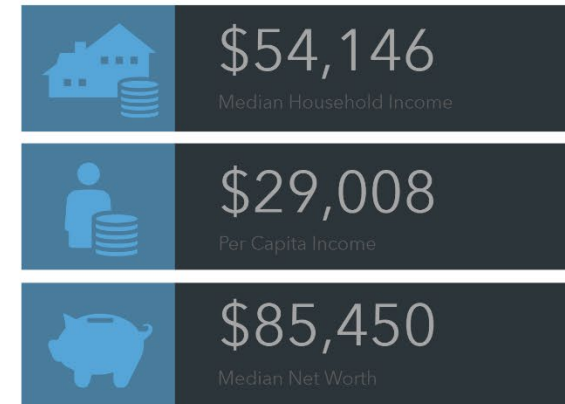 $54,146
Median Household Income
$29,008
Per Capita Income
$85,450
Median Net Worth